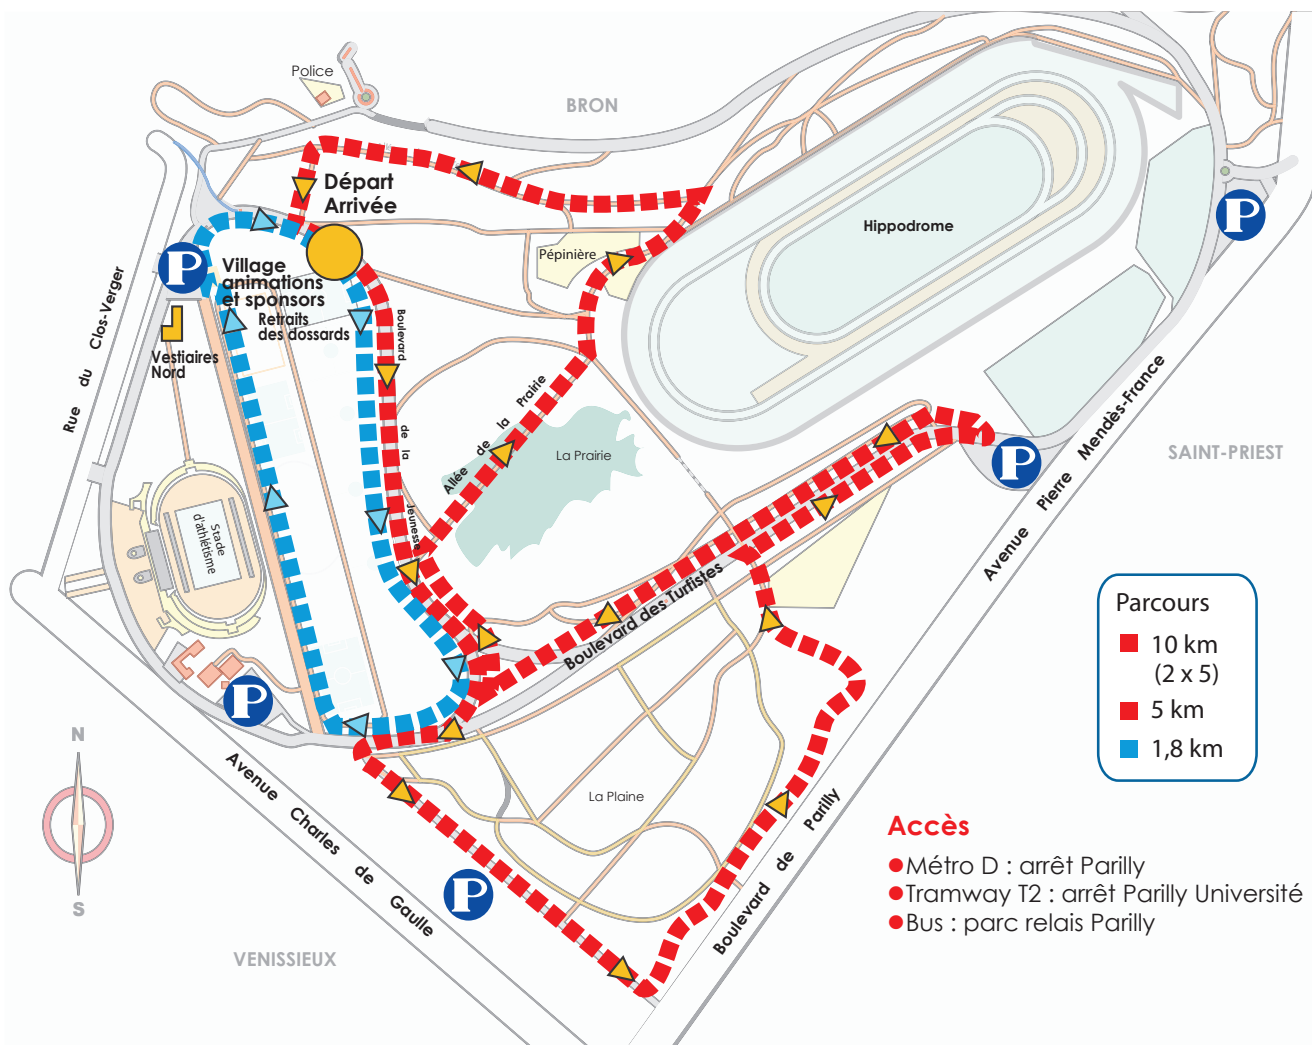 Police
BRON
Départ
Arrivée
Hippodrome
Pépinière
P
P
Village
animations
et sponsors
Retraits
des dossards
Vestiaires
Nord
Rue du Clos-Verger
Boulevard de la Jeunesse
Allée de la Prairie
La Prairie
Stade
d'athlétisme
Avenue Pierre Mendès-France
SAINT-PRIEST
P
Boulevard des Turfistes
P
Parcours
10 km
(2 x 5)
5 km
1,8 km
N
S
La Plaine
Avenue Charles de Gaulle
P
Boulevard de Parilly
VENISSIEUX
Accès
Métro D : arrêt Parilly
Tramway T2 : arrêt Parilly Université
Bus : parc relais Parilly